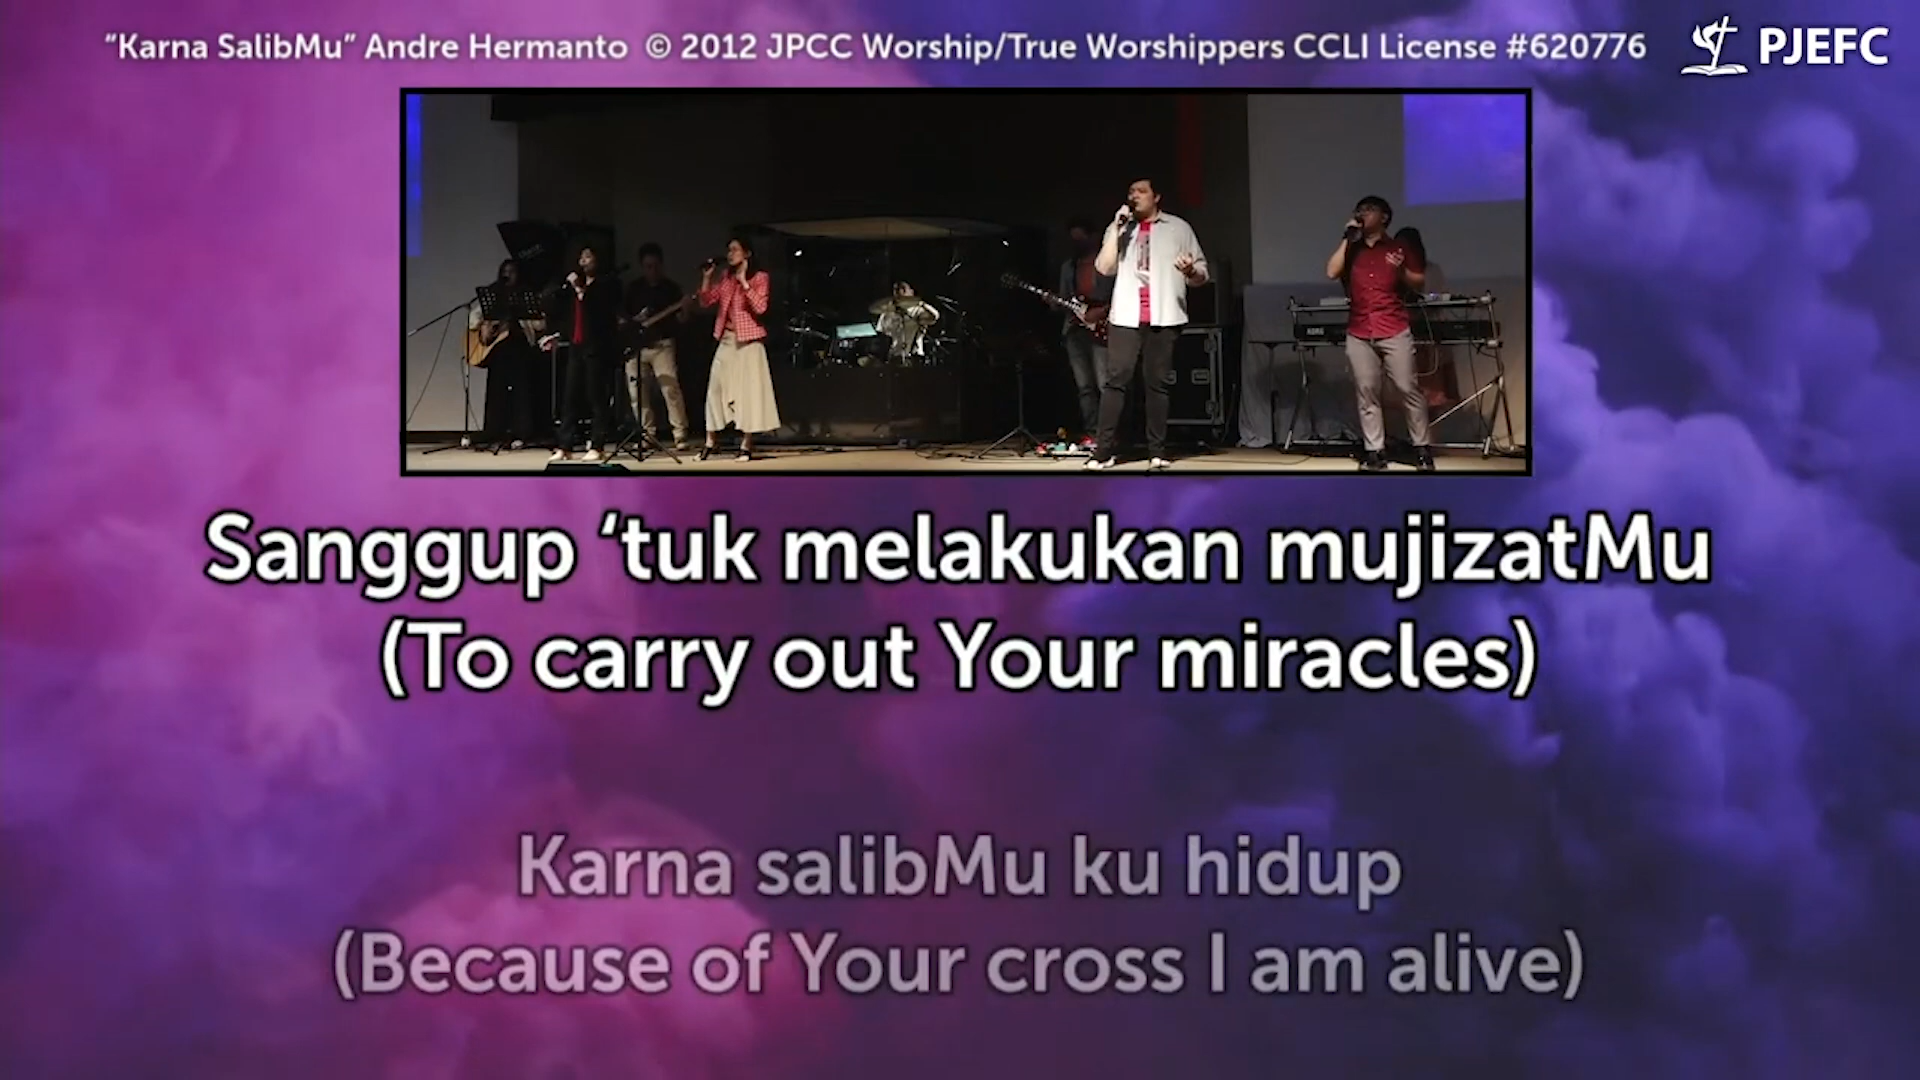 “Karna SalibMu” Andre Hermanto © 2012 JPCC Worship/True Worshippers CCLI License #620776
PJEFC
KORG
Sanggup ‘tuk melakukan mujizatMu
(To carry out Your miracles)
Karna salibMu ku hidup
(Because of Your cross I am alive)